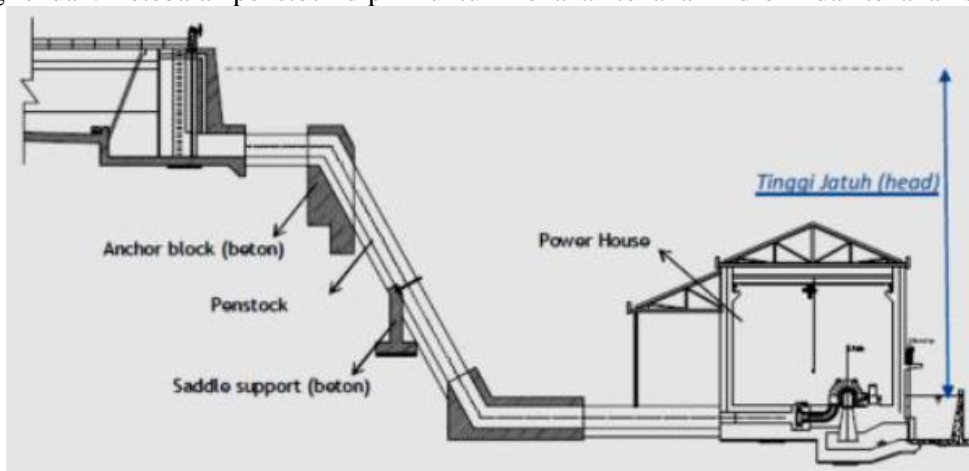 Tinggi Jatuh (head)
Anchor block (beton)
Power House
Penstock
Saddle support (beton)